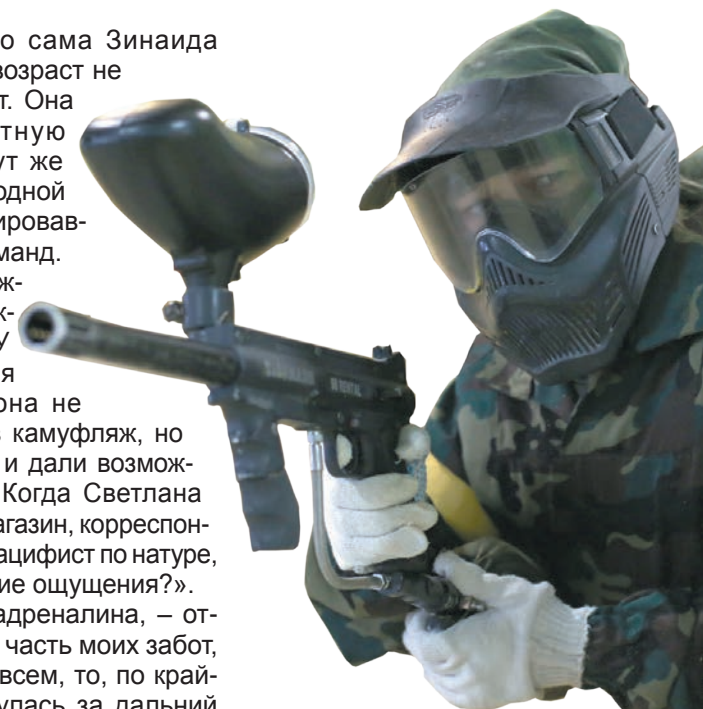 о сама Зинаида
возраст не
т. Она
тную
ут же
одной
ировав-
манд.
ж-
к-
У
я
она не
в камуфляж, но
и дали возмож-
Когда Светлана
агазин, корреспон-
ацифист по натуре,
ие ощущения?».
адреналина, – от-
часть моих забот,
всем, то, по край-
улась за дальний